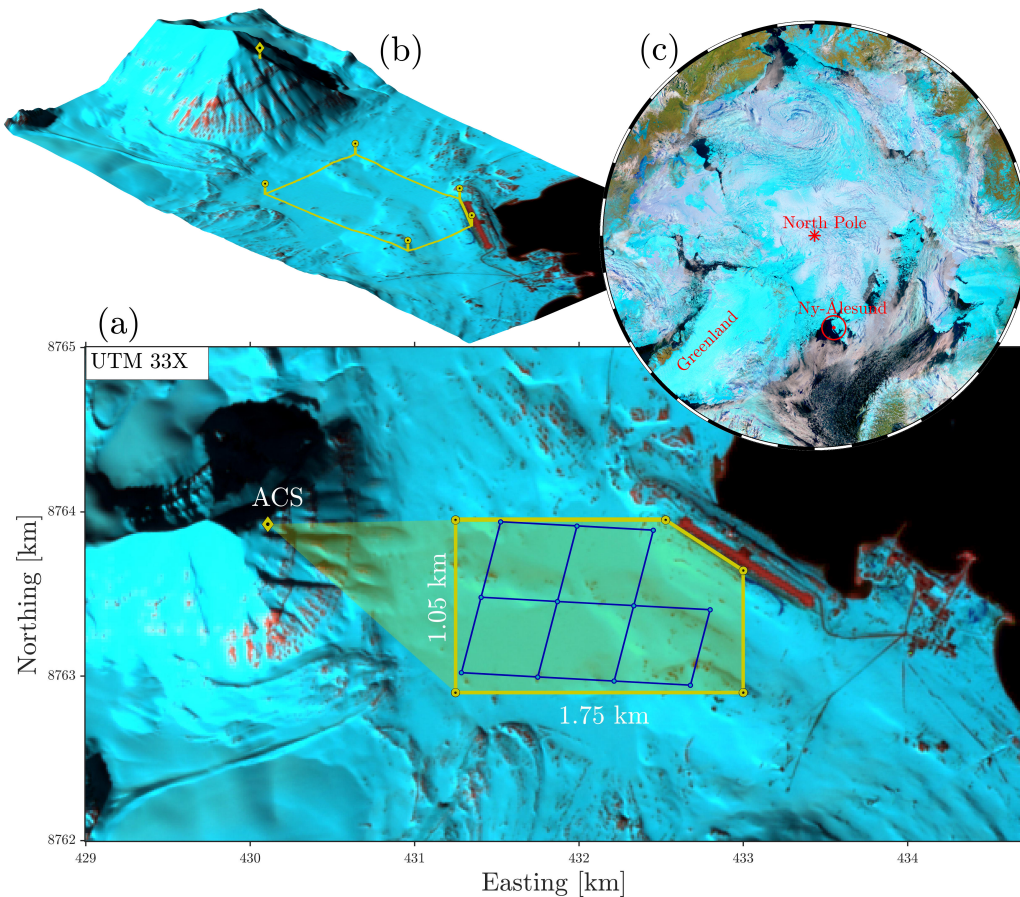 (b)
(c)
North Pole
Ny-Alesund
Greenland
(a)
UTM 33X
8765
8764
8763
8762
Northing [km]
ACS
1.05 km
1.75 km
429
430
431
432
433
434
Easting [km]